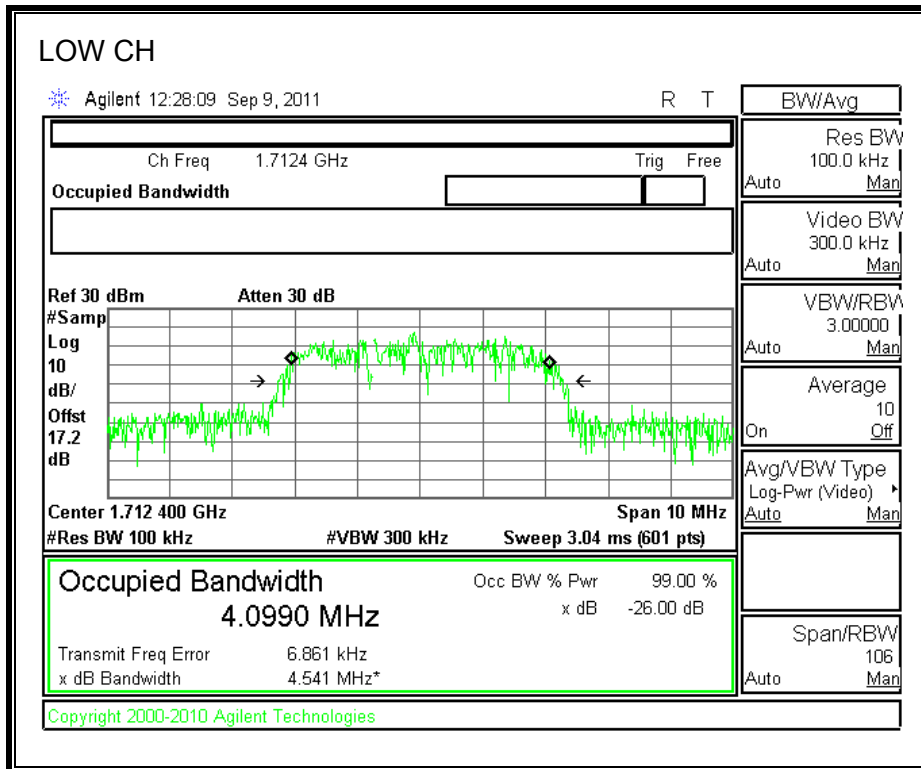 LOW CH
Agilent 12:28:09 Sep 9, 2011 R T
BW/Avg
Ch Freq 1.7124 GHz Trig Free
Occupied Bandwidth
Res BW
100.0 kHz
Auto Man
Video BW
300.0 kHz
Auto Man
VBW/RBW
3.00000
Auto Man
Average
10
On Off
Avg/VBW Type
Log-Pwr (Video)
Auto Man
Span/RBW
106
Auto Man
Ref 30 dBm Atten 30 dB
#Samp
Log
10
dB/
Offst
17.2
dB
Center 1.712 400 GHz Span 10 MHz
#Res BW 100 kHz #VBW 300 kHz Sweep 3.04 ms (601 pts)
Occupied Bandwidth
4.0990 MHz
Occ BW % Pwr 99.00 %
x dB -26.00 dB
Transmit Freq Error 6.861 kHz
x dB Bandwidth 4.541 MHz*
Copyright 2000-2010 Agilent Technologies